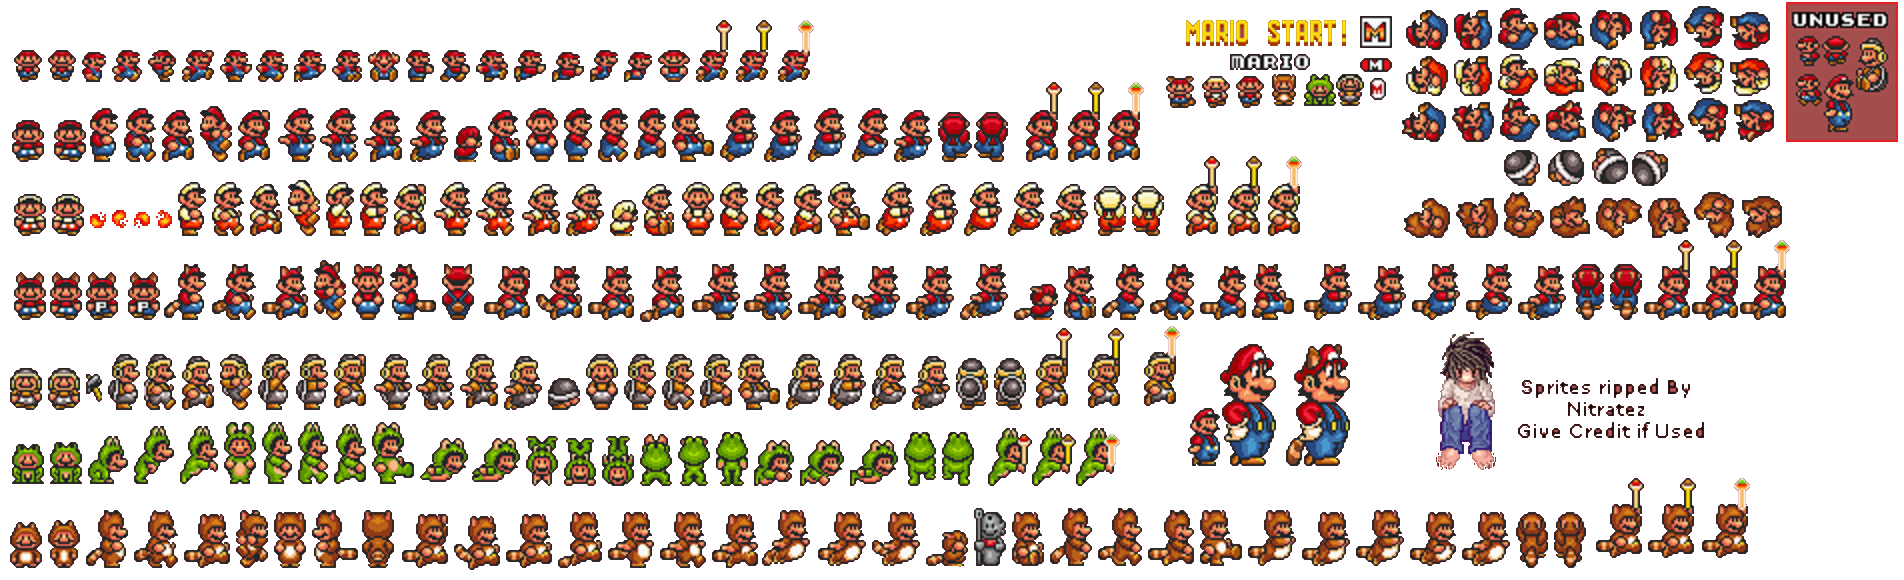 MARIO START!
M
MARIO
M
M
UNUSED
P
P
Sprites ripped By
Nitratez
Give Credit if Used